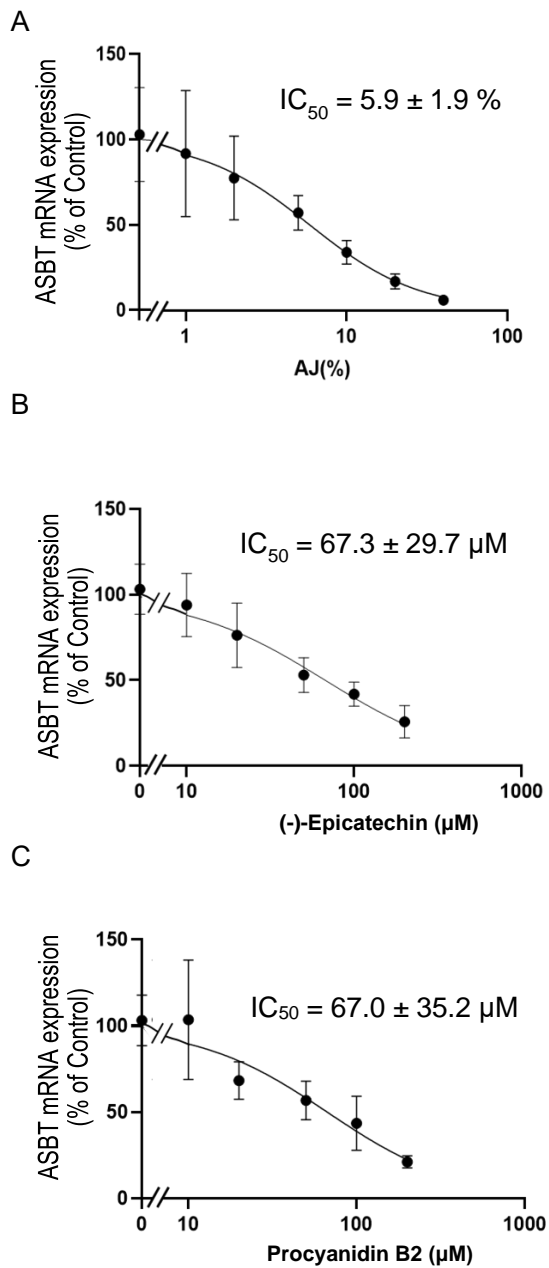 A
150
100
50
0
ASBT mRNA expression
(% of Control)
IC50 = 5.9 ± 1.9 %
1
10
100
AJ(%)
B
150
100
50
0
ASBT mRNA expression
(% of Control)
IC50 = 67.3 ± 29.7 µM
0
10
100
1000
(-)-Epicatechin (µM)
C
150
100
50
0
ASBT mRNA expression
(% of Control)
IC50 = 67.0 ± 35.2 µM
0
10
100
1000
Procyanidin B2 (µM)